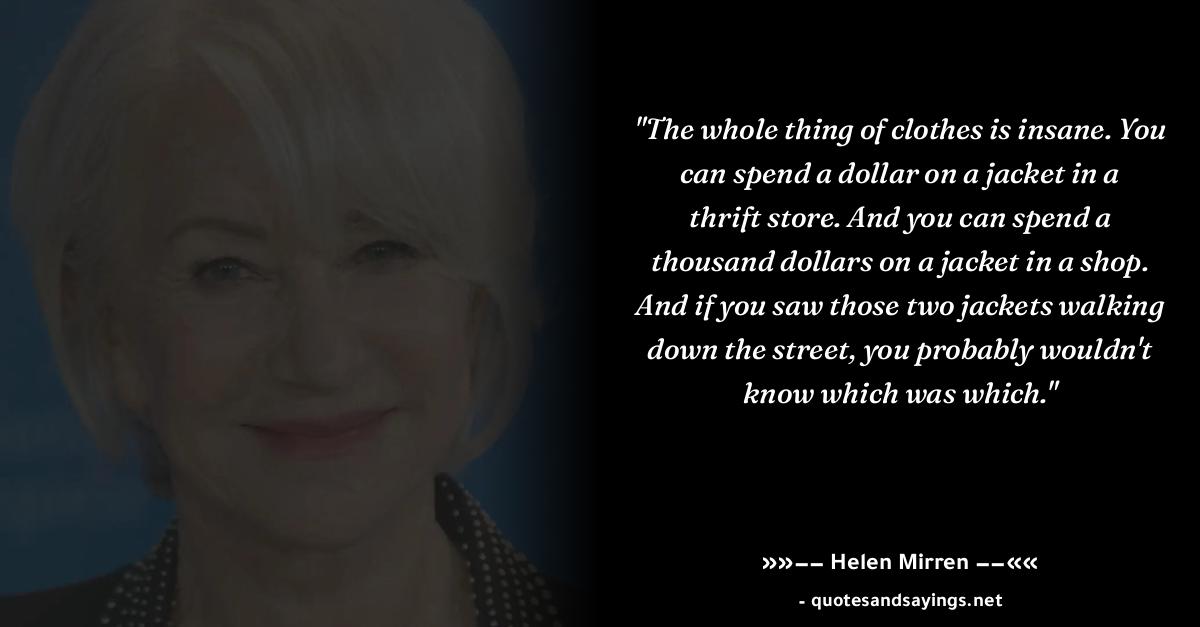 "The whole thing of clothes is insane. You
can spend a dollar on a jacket in a
thrift store. And you can spend a
thousand dollars on a jacket in a shop.
And if you saw those two jackets walking
down the street, you probably wouldn't
know which was which."
»»–– Helen Mirren ––««
- quotesandsayings.net